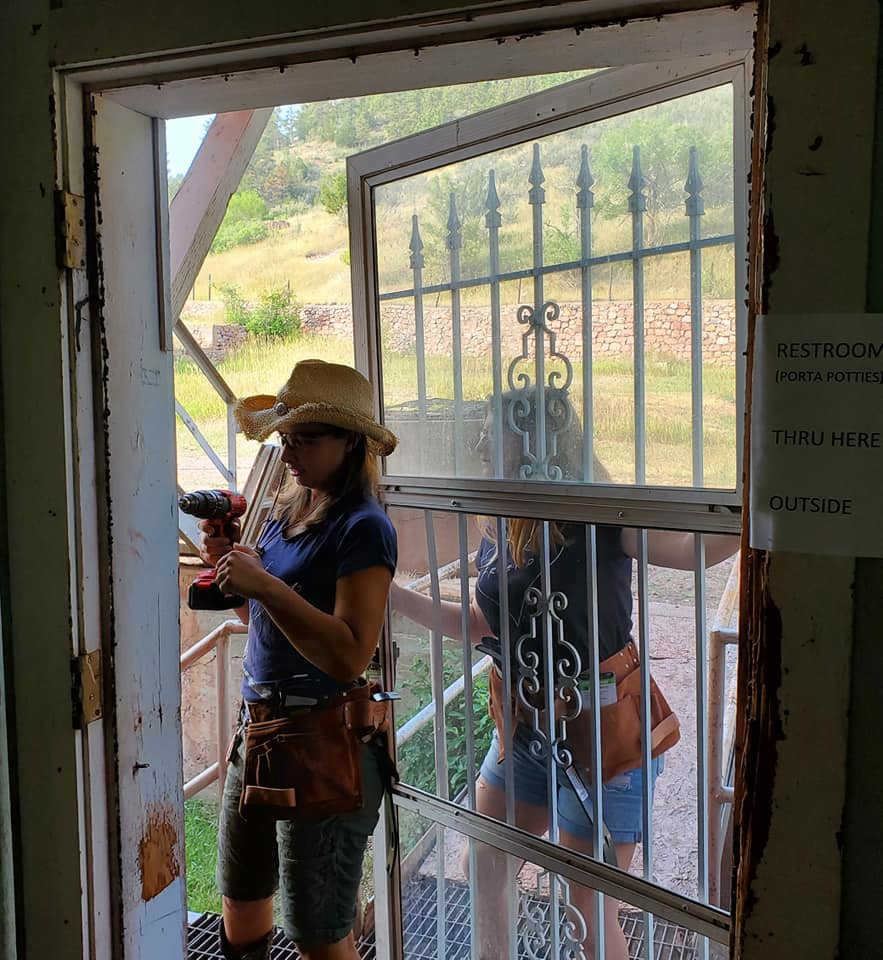 RESTROOM
(PORTA POTTIES)
THRU HERE
OUTSIDE